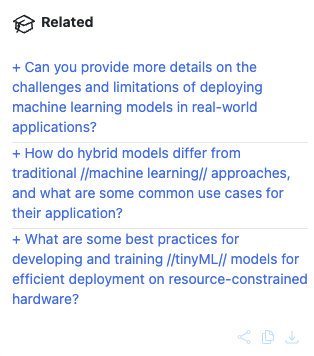 Related
+ Can you provide more details on the
challenges and limitations of deploying
machine learning models in real-world
applications?
+ How do hybrid models differ from
traditional //machine learning// approaches,
and what are some common use cases for
their application?
+ What are some best practices for
developing and training //tinyML// models for
efficient deployment on resource-constrained
hardware?